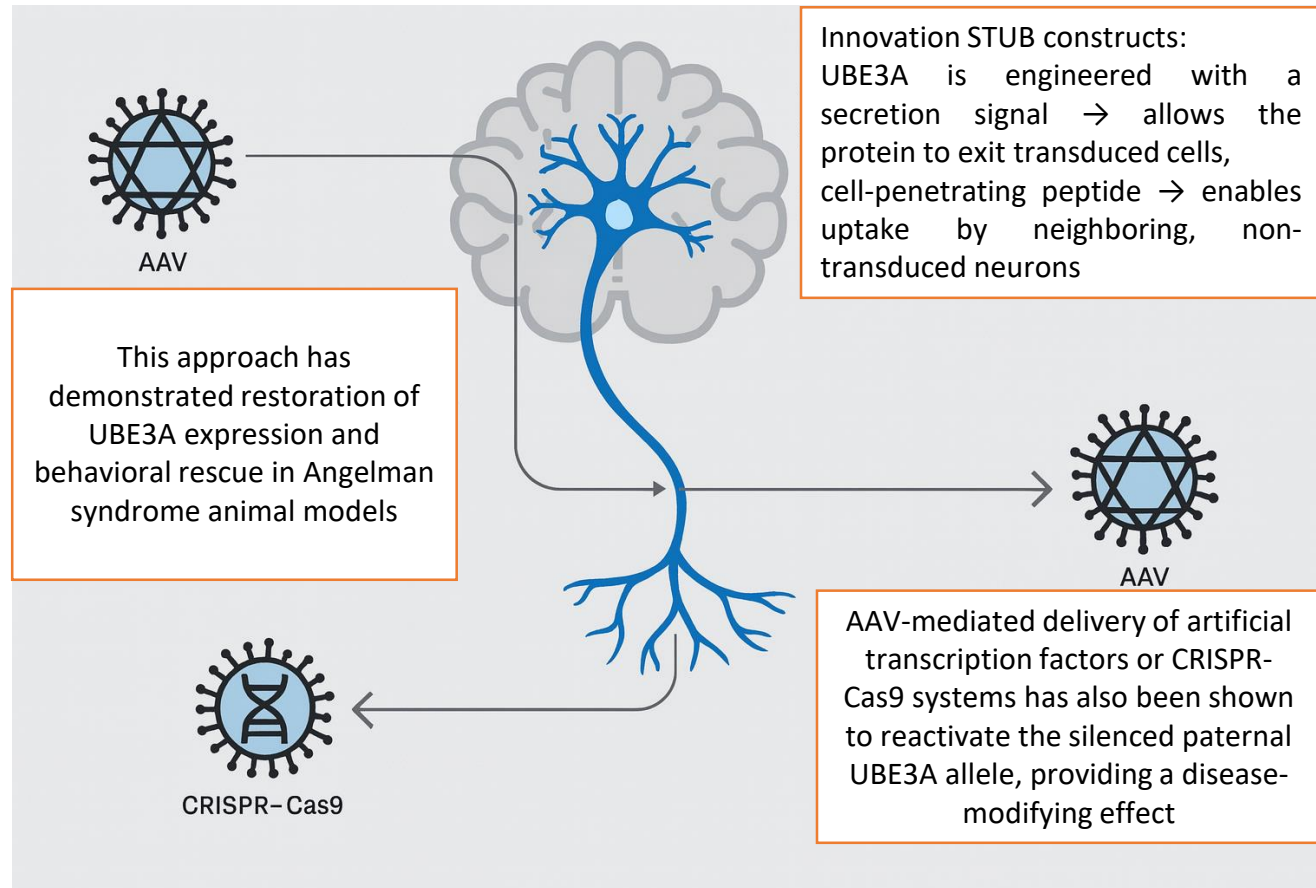 AAV
Innovation STUB constructs:
UBE3A is engineered with a
secretion signal → allows the
protein to exit transduced cells,
cell-penetrating peptide → enables
uptake by neighboring, non-
transduced neurons
This approach has
demonstrated restoration of
UBE3A expression and
behavioral rescue in Angelman
syndrome animal models
AAV
AAV-mediated delivery of artificial
transcription factors or CRISPR-
Cas9 systems has also been shown
to reactivate the silenced paternal
UBE3A allele, providing a disease-
modifying effect
CRISPR–Cas9